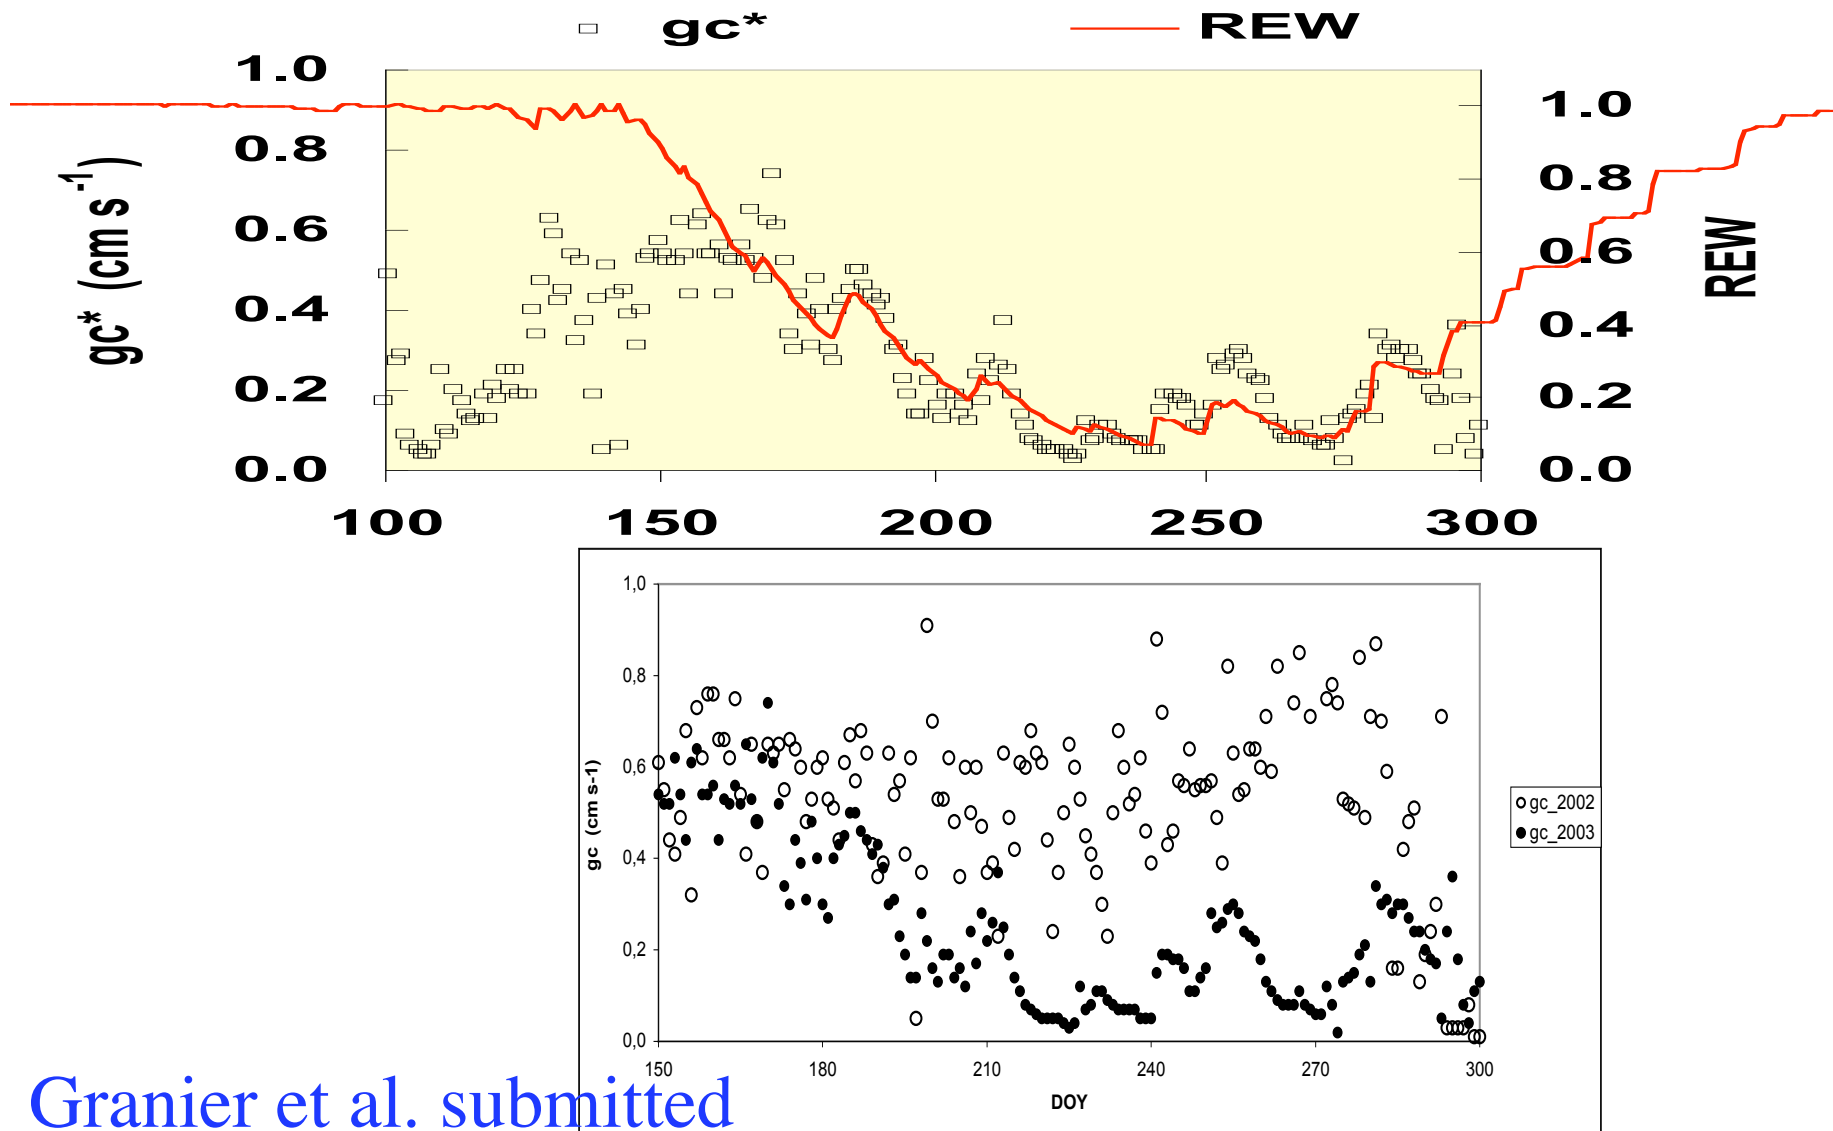 gc* REW
1.0
0.8
0.6
0.4
0.2
0.0
gc* (cm s-1)
1.0
0.8
0.6
0.4
0.2
0.0
REW
100 150 200 250 300
1,0
0,8
0,6
0,4
0,2
0,0
gc (cm s-1)
150 180 210 240 270 300
DOY
gc_2002
gc_2003
Granier et al. submitted